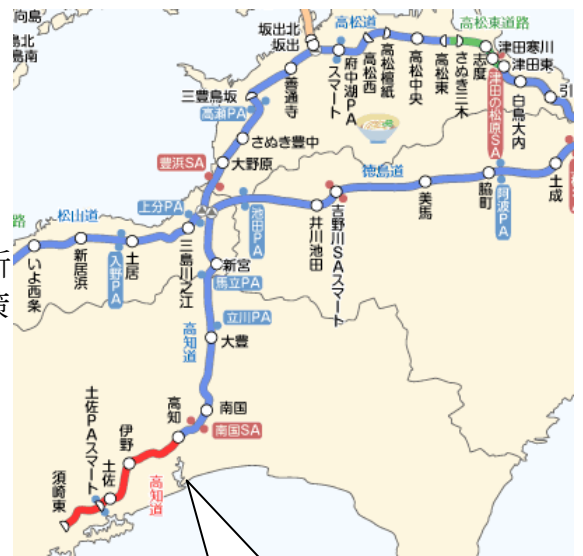 向島
島北
島南
坂出北
坂出
高松道
高松東道路
善通寺
府中湖PA
スマート
高松西
高松檀紙
高松中央
高松東
さぬき三木
志度
津田寒川
津田東
津田の松原SA
白鳥大内
引
三豊鳥坂
高瀬PA
さぬき豊中
大野原
豊浜SA
徳島道
上分PA
松山道
路
いよ西条
新居浜
入野PA
土居
三島川之江
池田PA
井川池田
吉野川SAスマート
美馬
脇町
阿波PA
土成
新宮
馬立PA
立川PA
高知道
大豊
南国
南国SA
高知
伊野
土佐PAスマート
土佐
須崎東
高知道
策